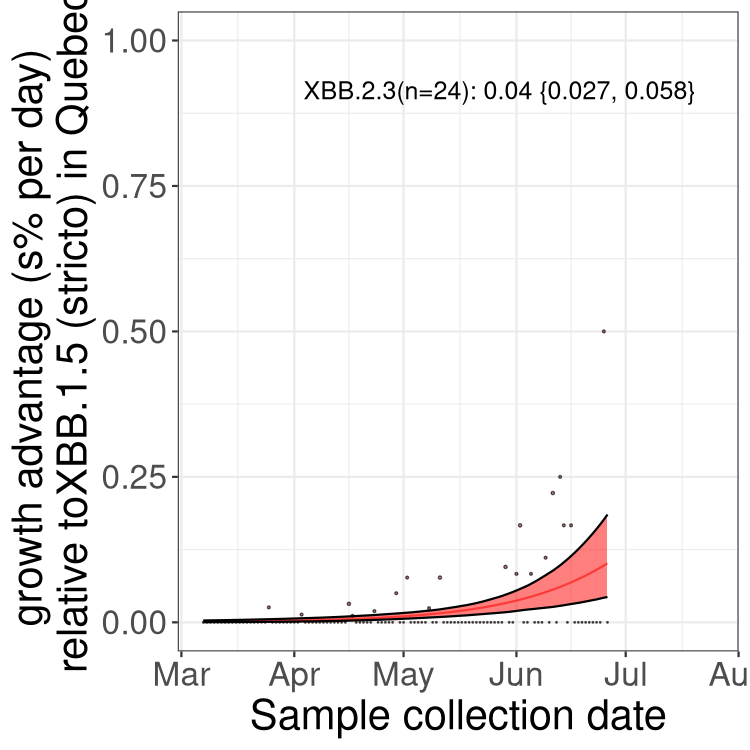 growth advantage (s% per day)
relative toXBB.1.5 (stricto) in Quebec
1.00
0.75
0.50
0.25
0.00
XBB.2.3(n=24): 0.04 {0.027, 0.058}
Mar Apr May Jun Jul Au
Sample collection date